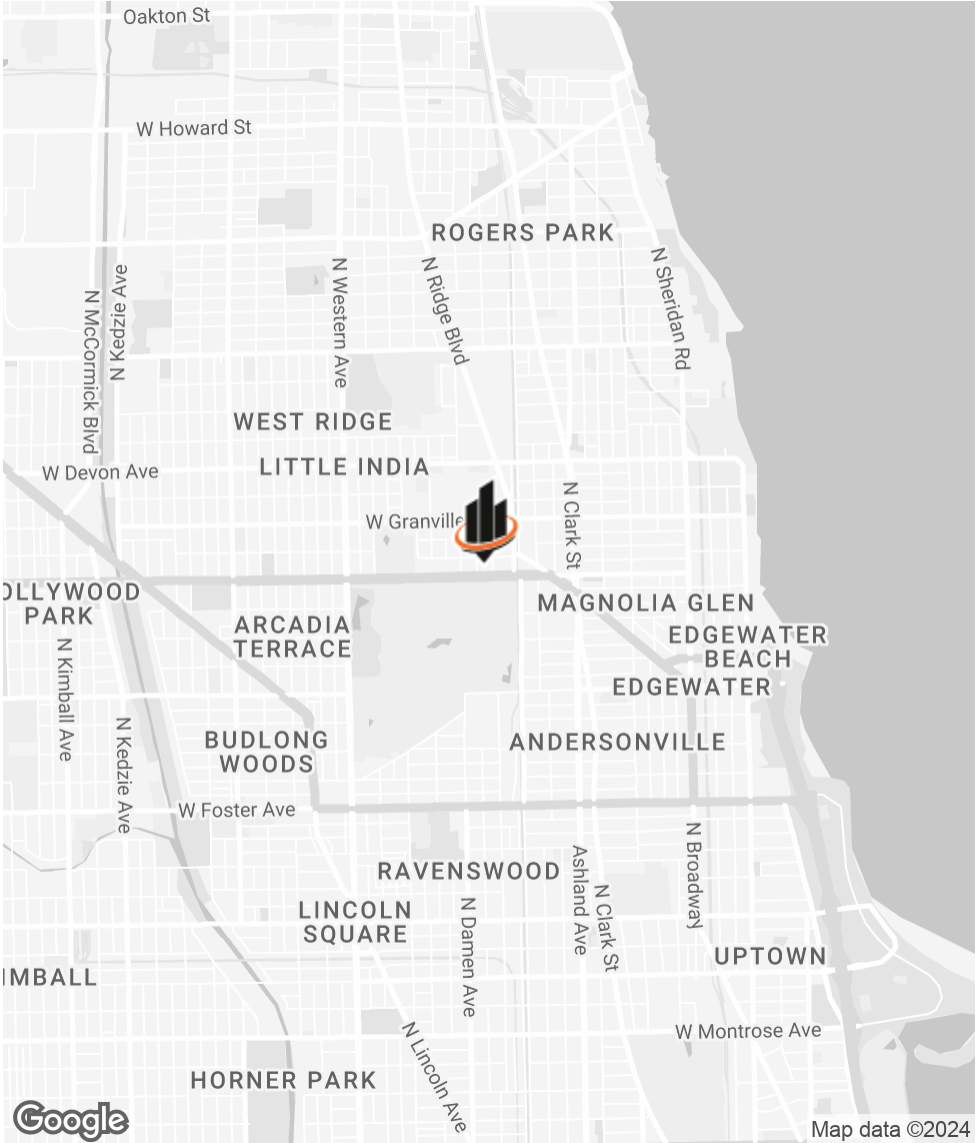 Oakton St
W Howard St
ROGERS PARK
N Sheridan Rd
N Ridge Blvd
N Western Ave
N Kedzie Ave
N McCormick Blvd
WEST RIDGE
LITTLE INDIA
W Devon Ave
W Granville
N Clark St
OLLYWOOD
PARK
MAGNOLIA GLEN
ARCADIA
TERRACE
EDGEWATER
BEACH
EDGEWATER
N Kimball Ave
N Kedzie Ave
BUDLONG
WOODS
ANDERSONVILLE
W Foster Ave
N Broadway
RAVENSWOOD
Ashland Ave
N Clark St
LINCOLN
SQUARE
N Damen Ave
UPTOWN
IMBALL
W Montrose Ave
N Lincoln Ave
HORNER PARK
Google
Map data ©2024